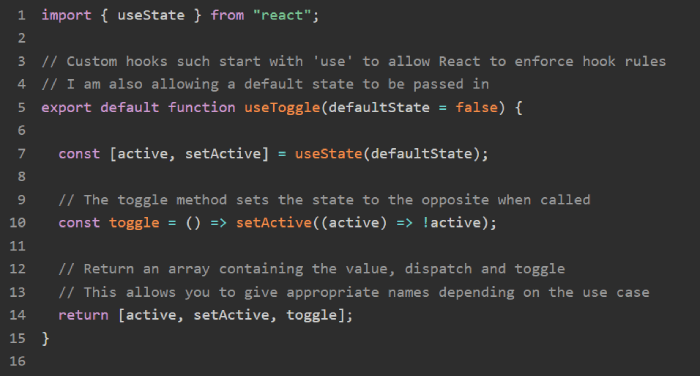 1 import { useState } from "react";
2
3 // Custom hooks such start with 'use' to allow React to enforce hook rules
4 // I am also allowing a default state to be passed in
5 export default function useToggle(defaultState = false) {
6
7   const [active, setActive] = useState(defaultState);
8
9   // The toggle method sets the state to the opposite when called
10   const toggle = () => setActive((active) => !active);
11
12   // Return an array containing the value, dispatch and toggle
13   // This allows you to give appropriate names depending on the use case
14   return [active, setActive, toggle];
15 }
16